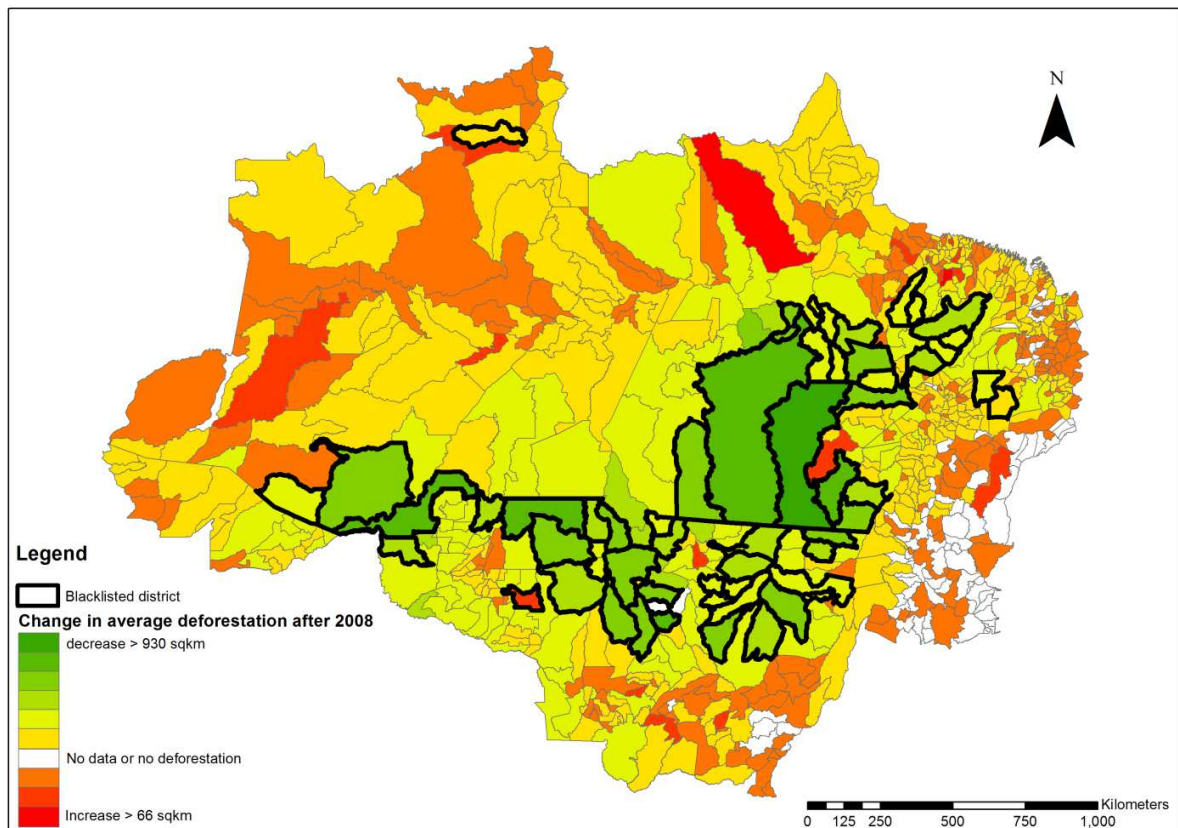 N
Legend
Blacklisted district
Change in average deforestation after 2008
decrease > 930 sqkm
No data or no deforestation
Increase > 66 sqkm
Kilometers
0 125 250 500 750 1,000